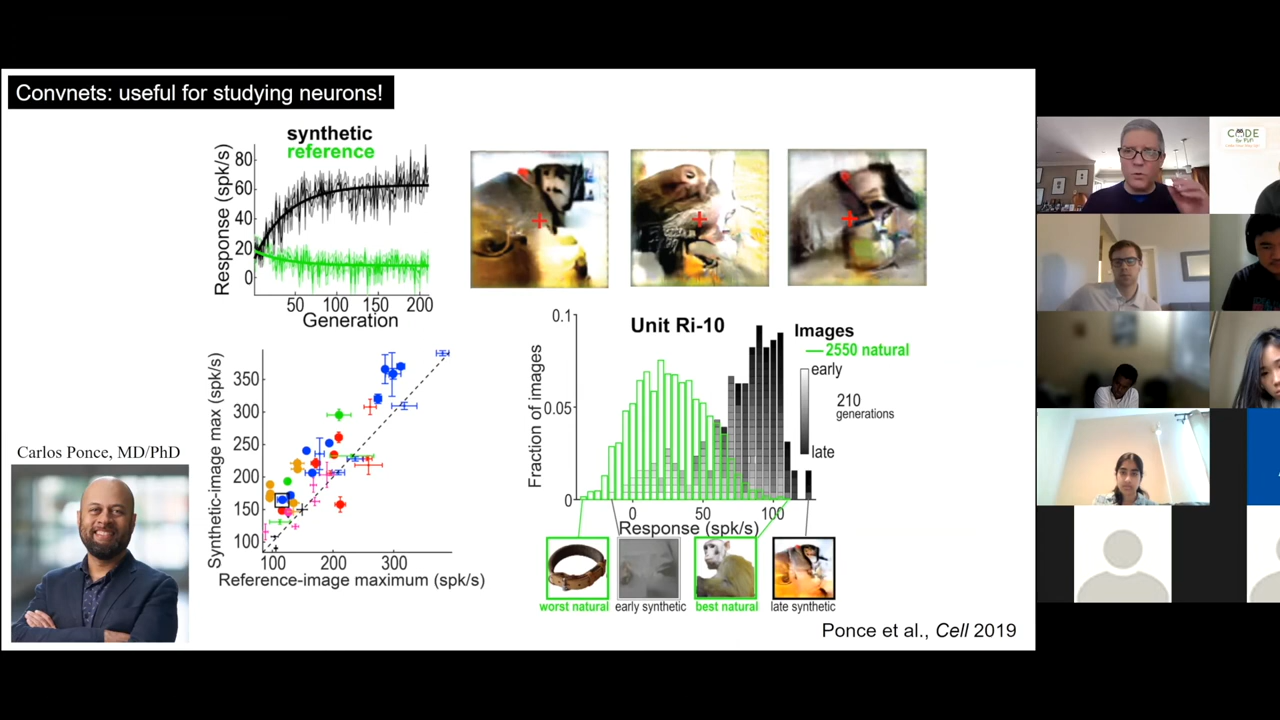 Convnets: useful for studying neurons!
synthetic
reference
Response (spk/s)
80
60
40
20
0
50
100
150
200
Generation
Synthetic-image max (spk/s)
350
300
250
200
150
100
100
200
300
Reference-image maximum (spk/s)
Unit Ri-10
Fraction of images
0.1
0.05
0
0
50
100
Response (spk/s)
Images
2550 natural
early
210
generations
late
worst natural
early synthetic
best natural
late synthetic
Carlos Ponce, MD/PhD
Ponce et al., Cell 2019
CODE